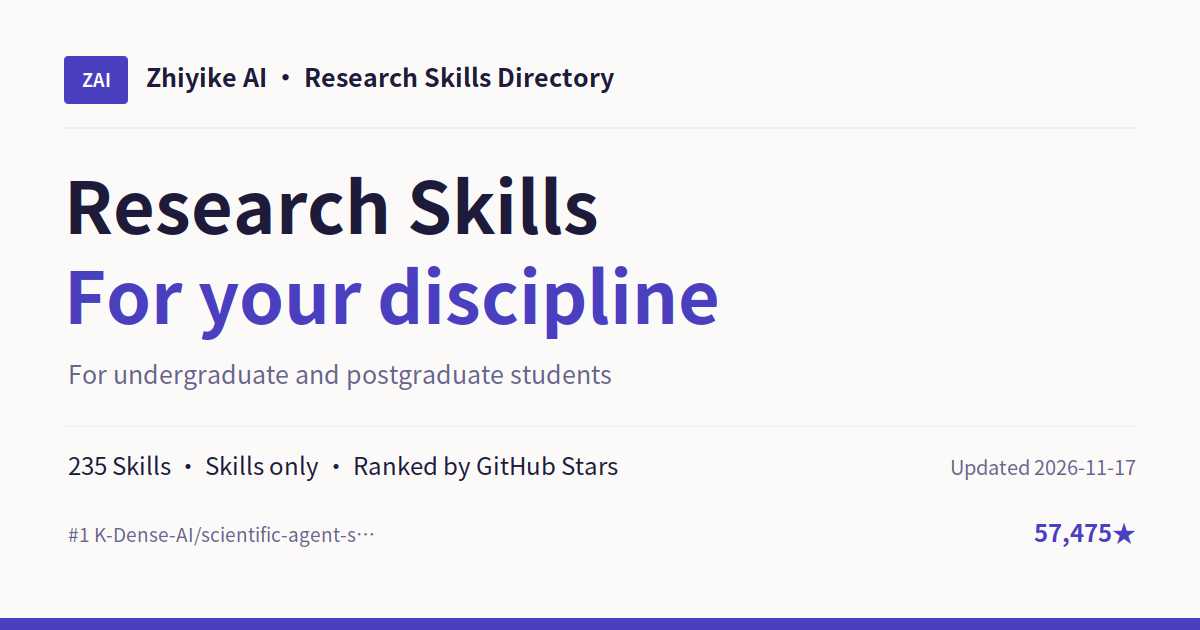 ZAI
Zhiyike AI • Research Skills Directory
Research Skills
For your discipline
For undergraduate and postgraduate students
235 Skills • Skills only • Ranked by GitHub Stars
Updated 2026-11-17
#1 K-Dense-AI/scientific-agent-s···
57,475★